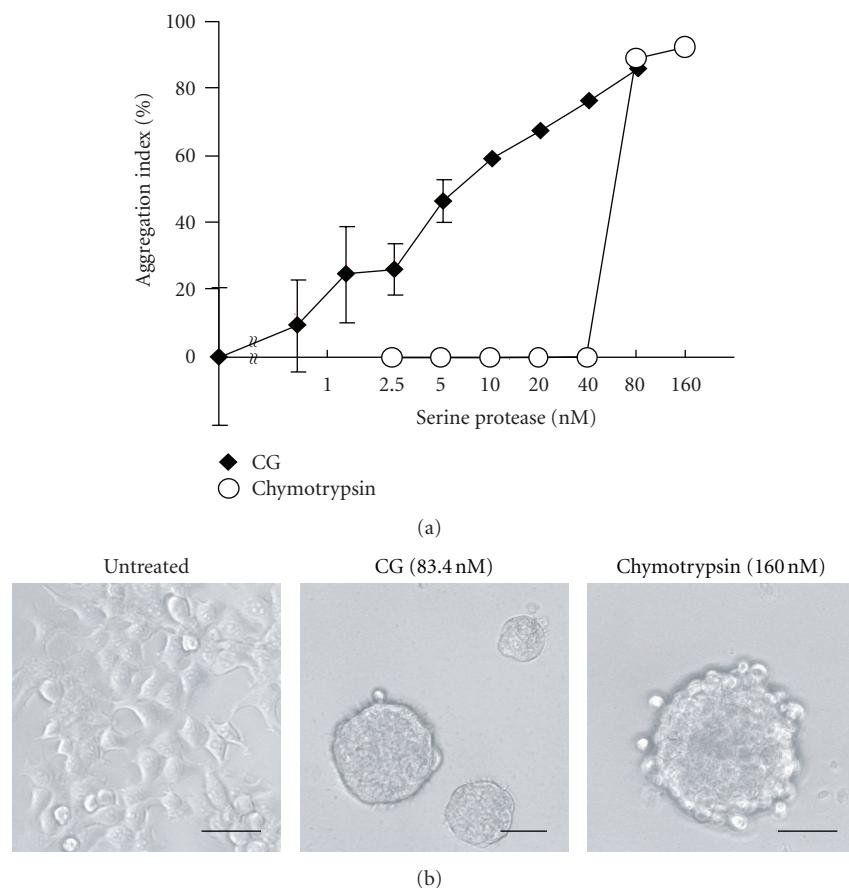 100
80
60
40
20
0
Aggregation index (%)
1 2.5 5 10 20 40 80 160
Serine protease (nM)
CG
Chymotrypsin
(a)
Untreated
CG (83.4 nM)
Chymotrypsin (160 nM)
(b)